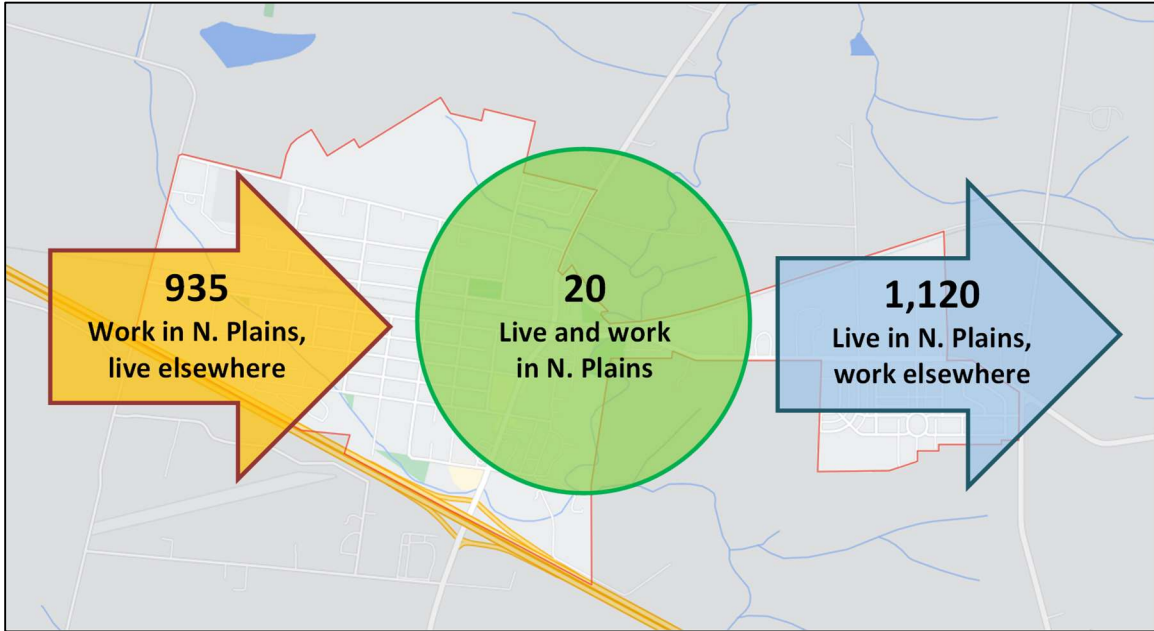 935
Work in N. Plains,
live elsewhere
20
Live and work
in N. Plains
1,120
Live in N. Plains,
work elsewhere